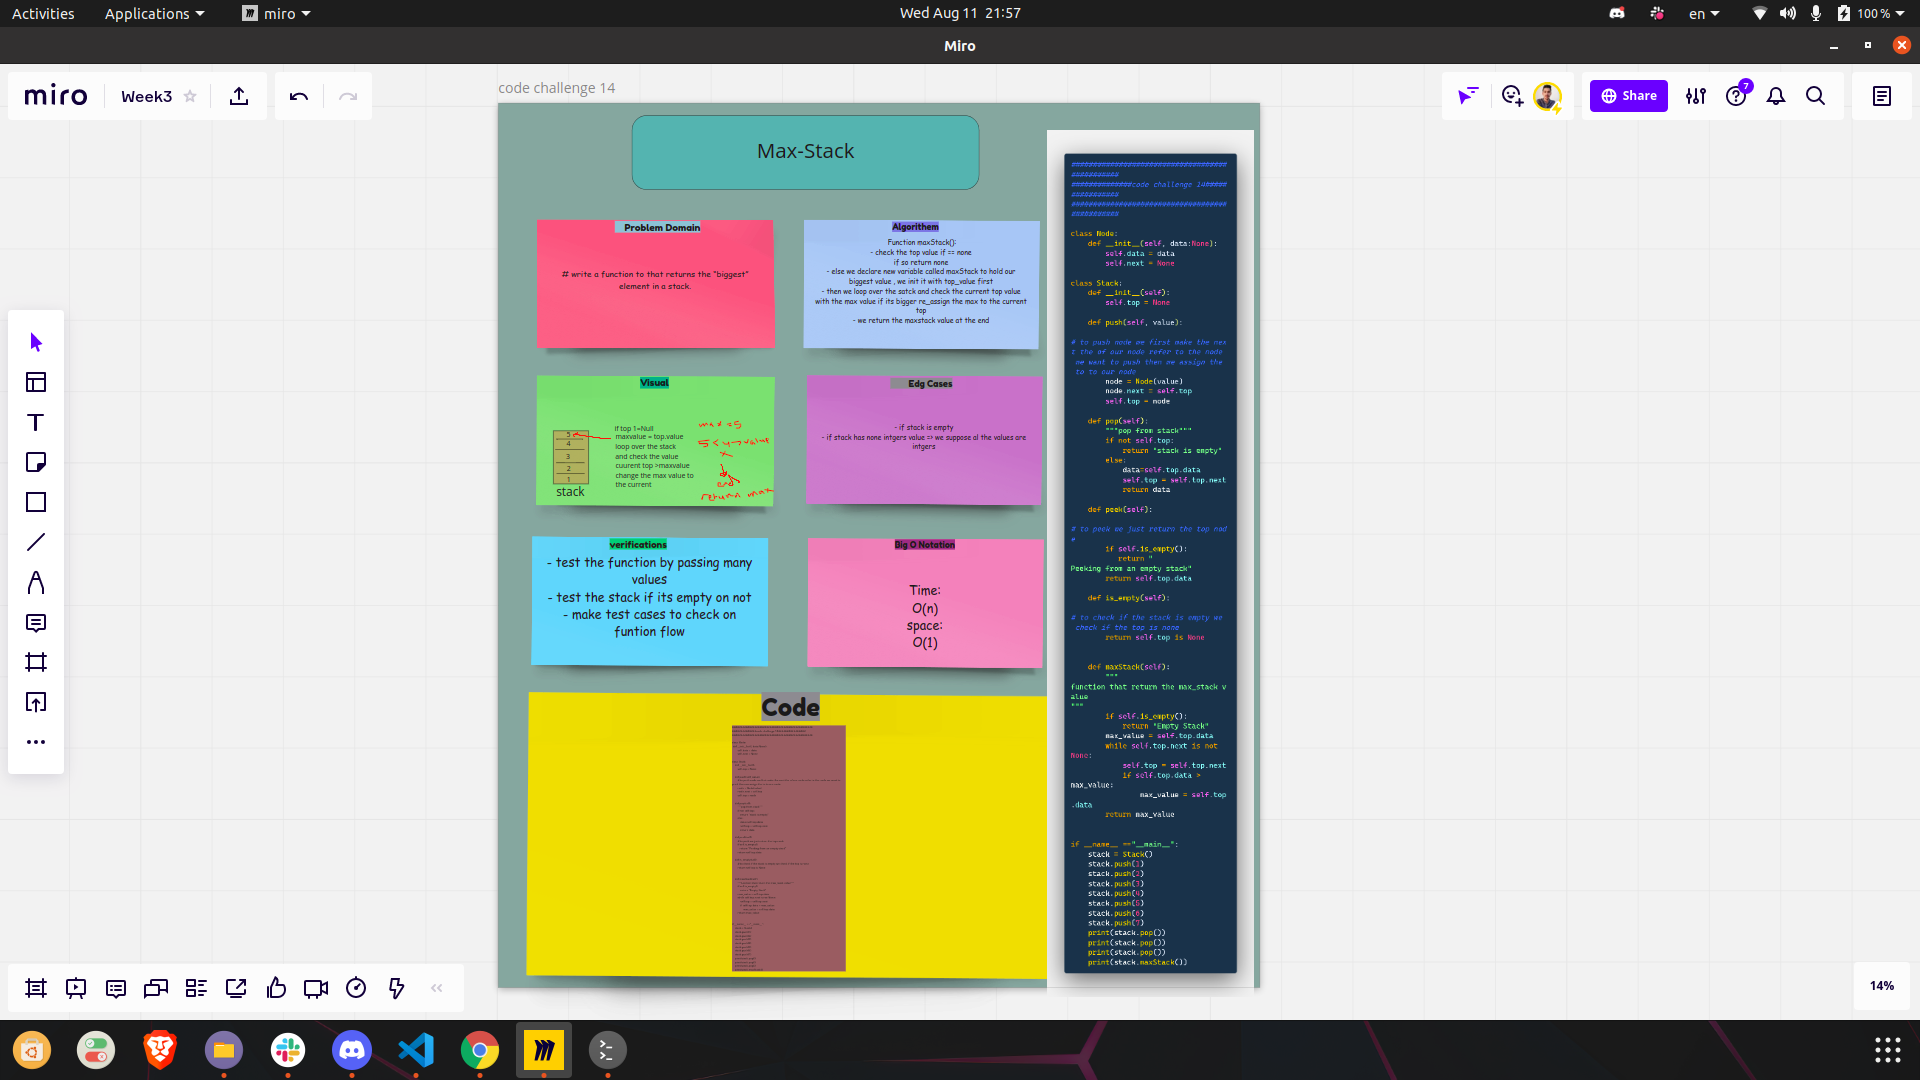 Activities
Applications
miro
Wed Aug 11 21:57
en
100 %
Miro
miro
Week3
Share
7
code challenge 14
Max-Stack
Problem Domain
# write a function to that returns the "biggest"
element in a stack.
Algorithem
Function maxStack():
- check the top value if == none
if so return none
- else we declare new variable called maxStack to hold our
biggest value , we init it with top_value first
- then we loop over the satck and check the current top value
with the max value if its bigger re_assign the max to the current
top
- we return the maxstack value at the end
Visual
5
4
3
2
1
stack
if top 1=Null
maxvalue = top.value
loop over the stack
and check the value
cuurent top >maxvalue
change the max value to
the current
max = 5
5 < 4 → value
x
end
return max
Edg Cases
- if stack is empty
- if stack has none intgers value => we suppose al the values are
intgers
verifications
- test the function by passing many
values
- test the stack if its empty on not
- make test cases to check on
funtion flow
Big O Notation
Time:
O(n)
space:
O(1)
Code
####################################
###########
##############code challenge 14#####
###########
####################################
###########
class Node:
def __init__(self, data:None):
self.data = data
self.next = None
class Stack:
def __init__(self):
self.top = None
def push(self, value):
# to push node we first make the nex
t the of our node refer to the node
we want to push then we assign the
to to our node
node = Node(value)
node.next = self.top
self.top = node
def pop(self):
"""pop from stack"""
if not self.top:
return "stack is empty"
else:
data=self.top.data
self.top = self.top.next
return data
def peek(self):
# to peek we just return the top nod
e
if self.is_empty():
return "
Peeking from an empty stack"
return self.top.data
def is_empty(self):
# to check if the stack is empty we
check if the top is none
return self.top is None
def maxStack(self):
"""
function that return the max_stack v
alue
"""
if self.is_empty():
return "Empty Stack"
max_value = self.top.data
while self.top.next is not
None:
self.top = self.top.next
if self.top.data >
max_value:
max_value = self.top
.data
return max_value
if __name__ =="__main__":
stack = Stack()
stack.push(1)
stack.push(2)
stack.push(3)
stack.push(4)
stack.push(5)
stack.push(6)
stack.push(7)
print(stack.pop())
print(stack.pop())
print(stack.pop())
print(stack.maxStack())
14%